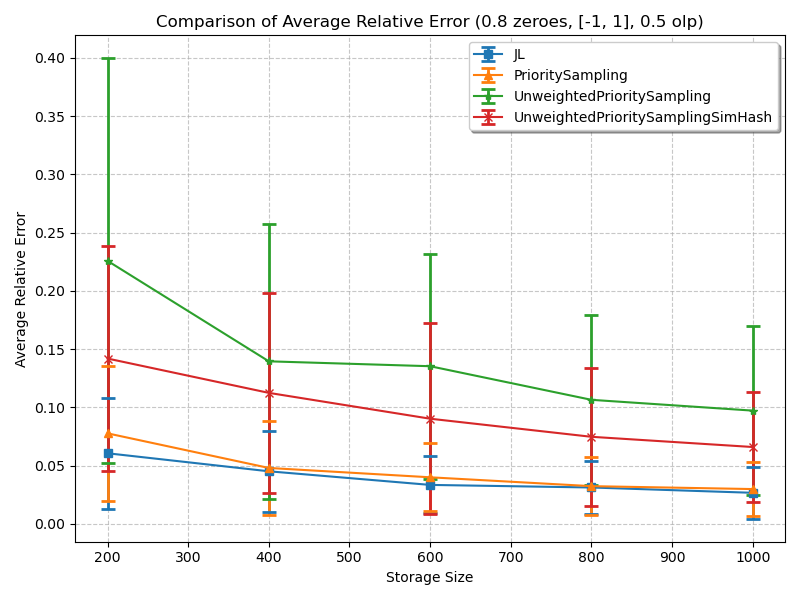 Comparison of Average Relative Error (0.8 zeroes, [-1, 1], 0.5 olp)
JL
PrioritySampling
UnweightedPrioritySampling
UnweightedPrioritySamplingSimHash
Average Relative Error
0.40
0.35
0.30
0.25
0.20
0.15
0.10
0.05
0.00
200 300 400 500 600 700 800 900 1000
Storage Size